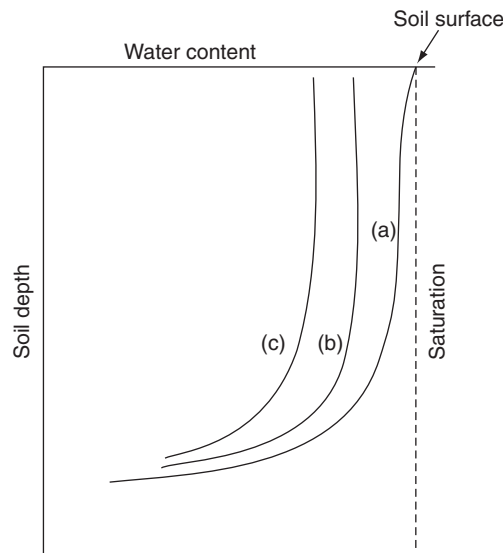 Soil surface
Water content
(a)
(c)
(b)
Soil depth
Saturation